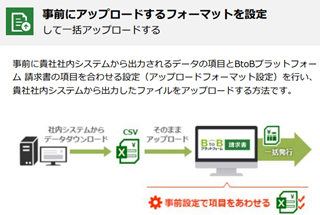 事前にアップロードするフォーマットを設定
して一括アップロードする
事前に貴社社内システムから出力されるデータの項目とBtoBプラットフォー
ム 請求書の項目を合わせる設定（アップロードフォーマット設定）を行い、
貴社社内システムから出力したファイルをアップロードする方法です。
社内システムから
データダウンロード
CSV
そのまま
アップロード
BtoB
プラットフォーム
請求書
一括発行
事前設定で項目をあわせる